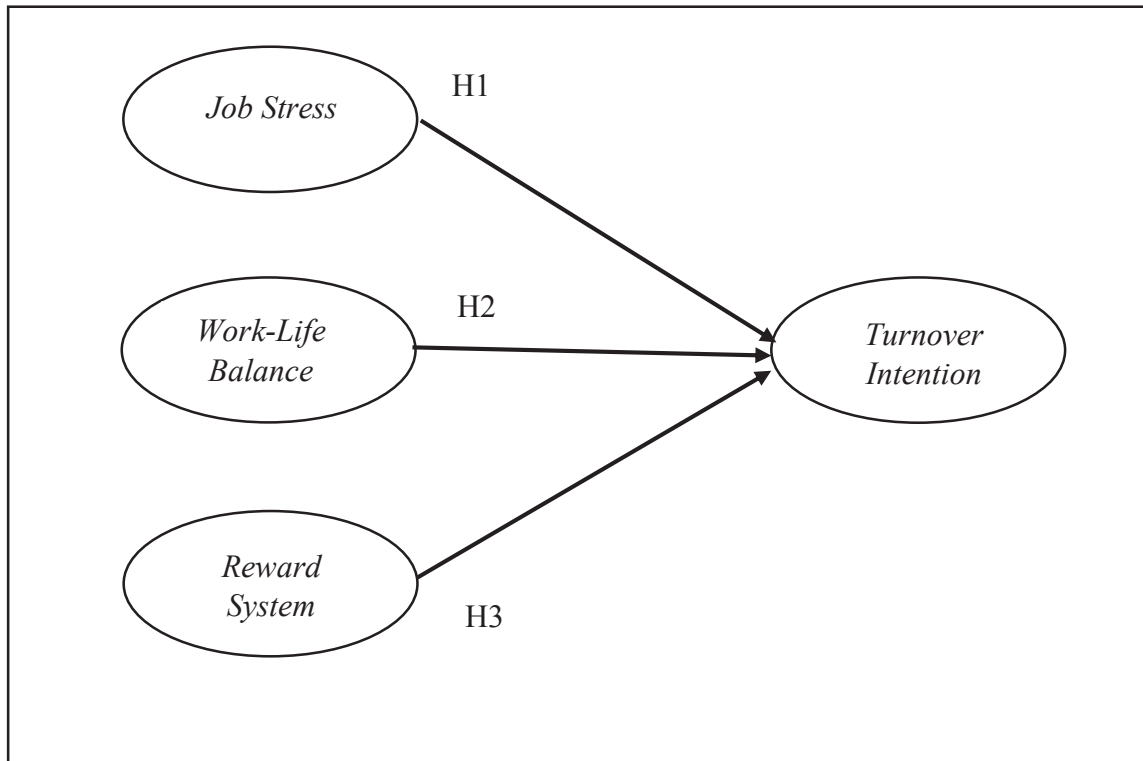 H1
Job Stress
H2
Work-Life
Balance
Turnover
Intention
Reward
System
H3